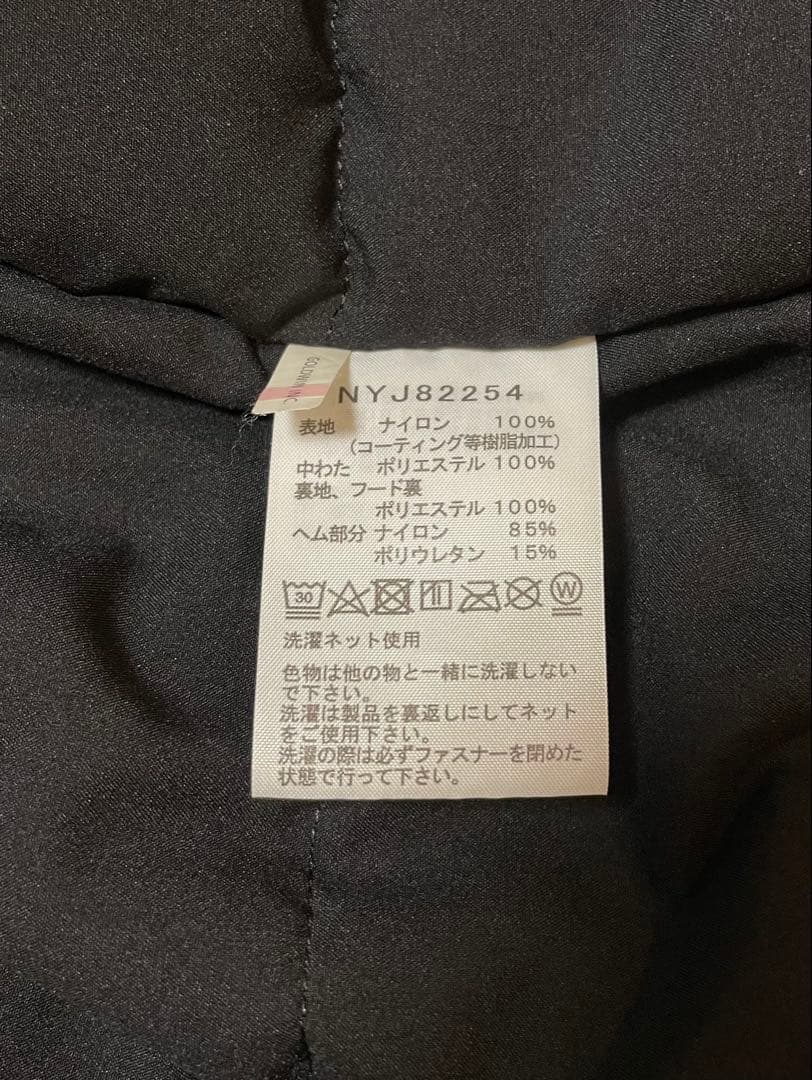 GOLDWIN INC
NYJ82254
表地 ナイロン 100%
(コーティング等樹脂加工)
中わた ポリエステル 100%
裏地、フード裏
ポリエステル 100%
ヘム部分 ナイロン 85%
ポリウレタン 15%
30 W
洗濯ネット使用
色物は他の物と一緒に洗濯しない
で下さい。
洗濯は製品を裏返しにしてネット
をご使用下さい。
洗濯の際は必ずファスナーを閉めた
状態で行って下さい。